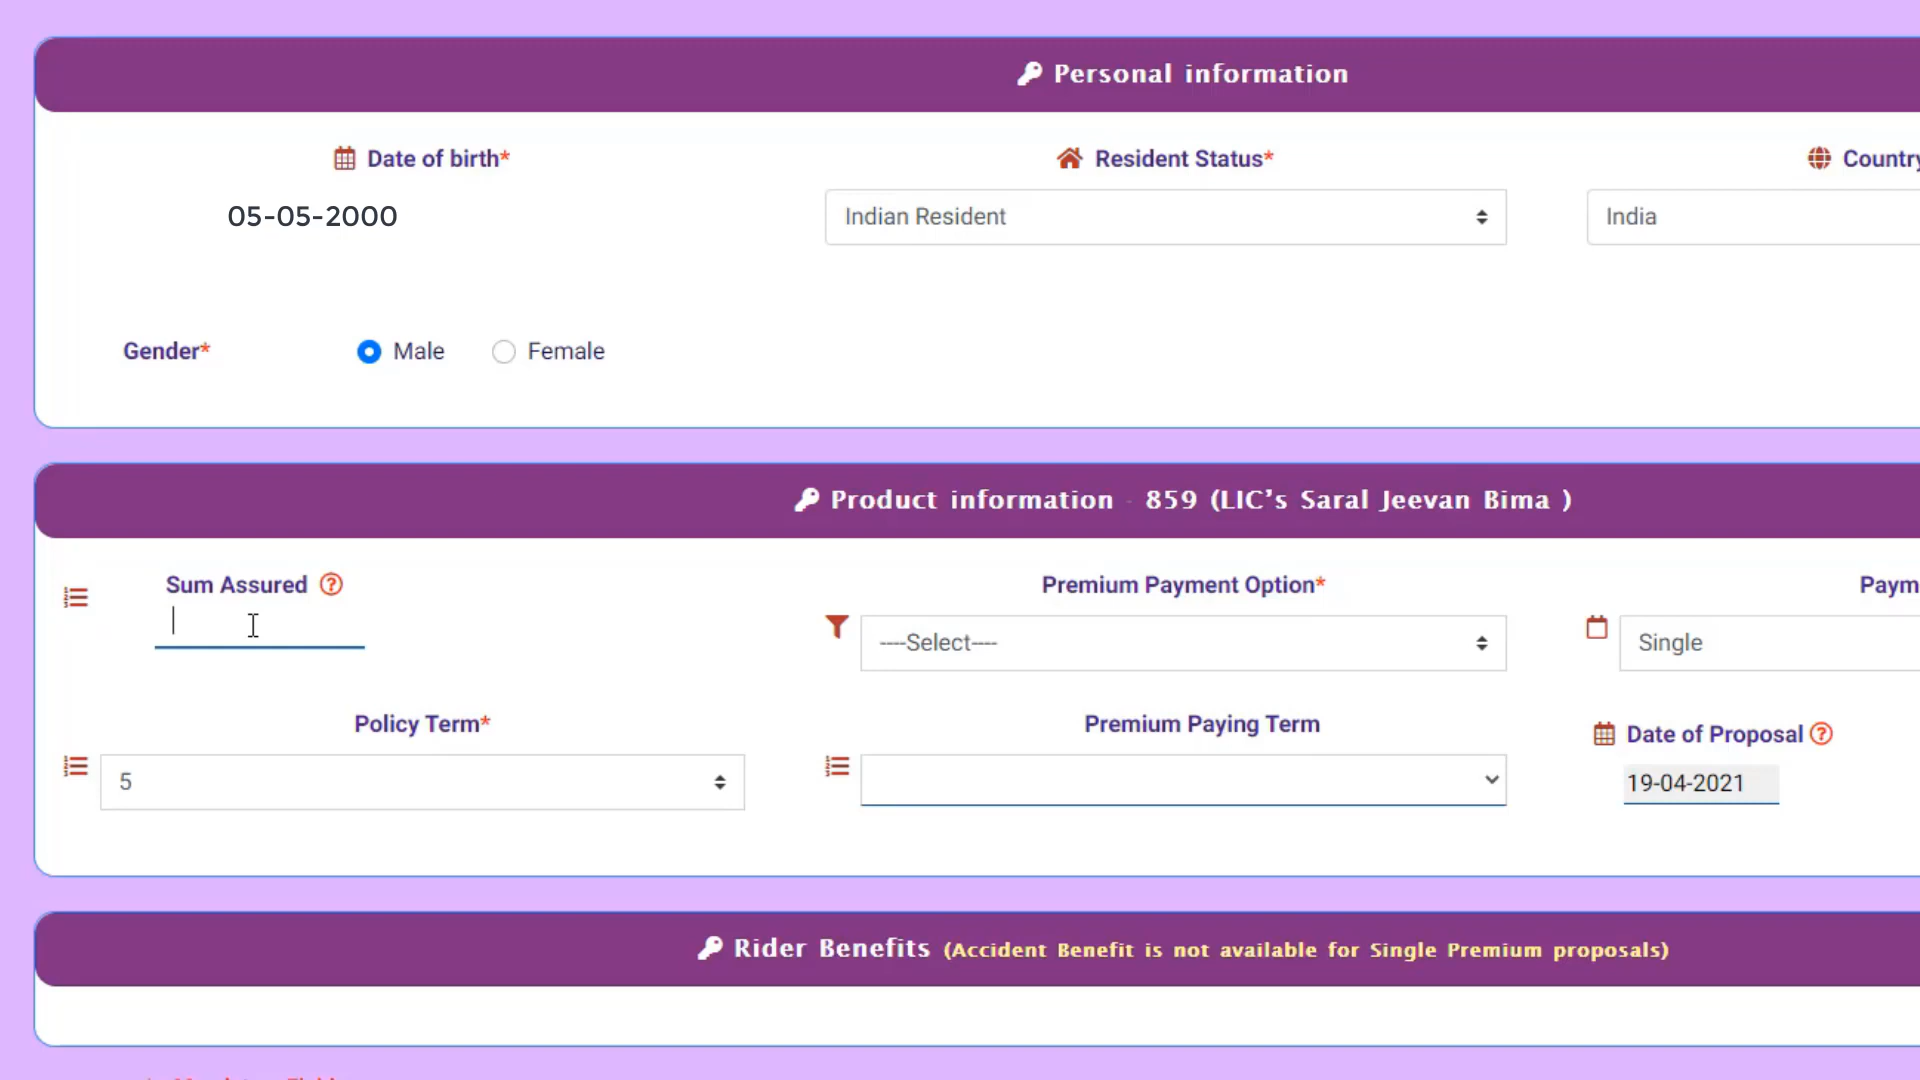 Personal information
Date of birth* Resident Status* Country
05-05-2000 Indian Resident India
Gender* Male Female
Product information - 859 (LIC's Saral Jeevan Bima )
Sum Assured ? Premium Payment Option* Paym
----Select---- Single
Policy Term* Premium Paying Term Date of Proposal ?
5 19-04-2021
Rider Benefits (Accident Benefit is not available for Single Premium proposals)